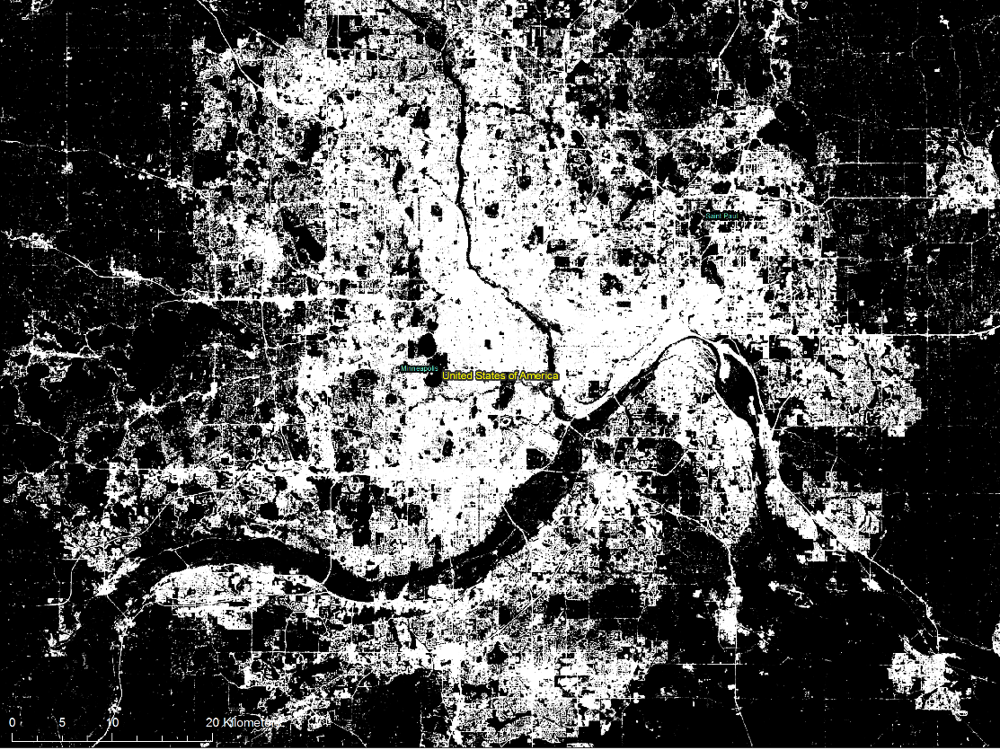 Saint Paul
Minneapolis
United States of America
0 5 10 20 Kilometers